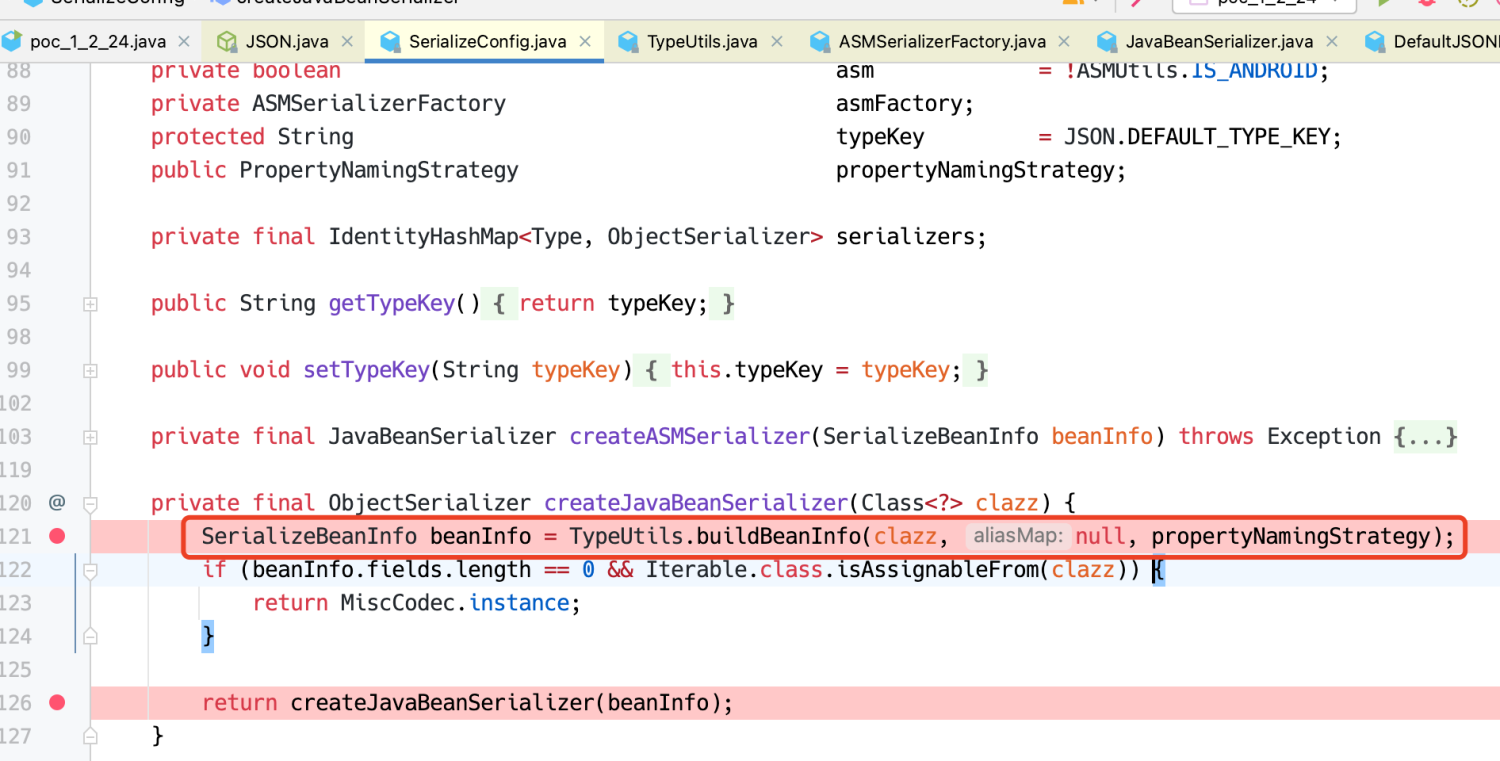 SerializeConfig createJavaBeanSerializer poc_1_2_24
poc_1_2_24.java JSON.java SerializeConfig.java TypeUtils.java ASMSerializerFactory.java JavaBeanSerializer.java DefaultJSONI
88 private boolean asm = !ASMUtils.IS_ANDROID;
89 private ASMSerializerFactory asmFactory;
90 protected String typeKey = JSON.DEFAULT_TYPE_KEY;
91 public PropertyNamingStrategy propertyNamingStrategy;
92
93 private final IdentityHashMap<Type, ObjectSerializer> serializers;
94
95 public String getTypeKey() { return typeKey; }
98
99 public void setTypeKey(String typeKey) { this.typeKey = typeKey; }
102
103 private final JavaBeanSerializer createASMSerializer(SerializeBeanInfo beanInfo) throws Exception {...}
119
120 @ private final ObjectSerializer createJavaBeanSerializer(Class<?> clazz) {
121 SerializeBeanInfo beanInfo = TypeUtils.buildBeanInfo(clazz, aliasMap: null, propertyNamingStrategy);
122 if (beanInfo.fields.length == 0 && Iterable.class.isAssignableFrom(clazz)) {
123 return MiscCodec.instance;
124 }
125
126 return createJavaBeanSerializer(beanInfo);
127 }